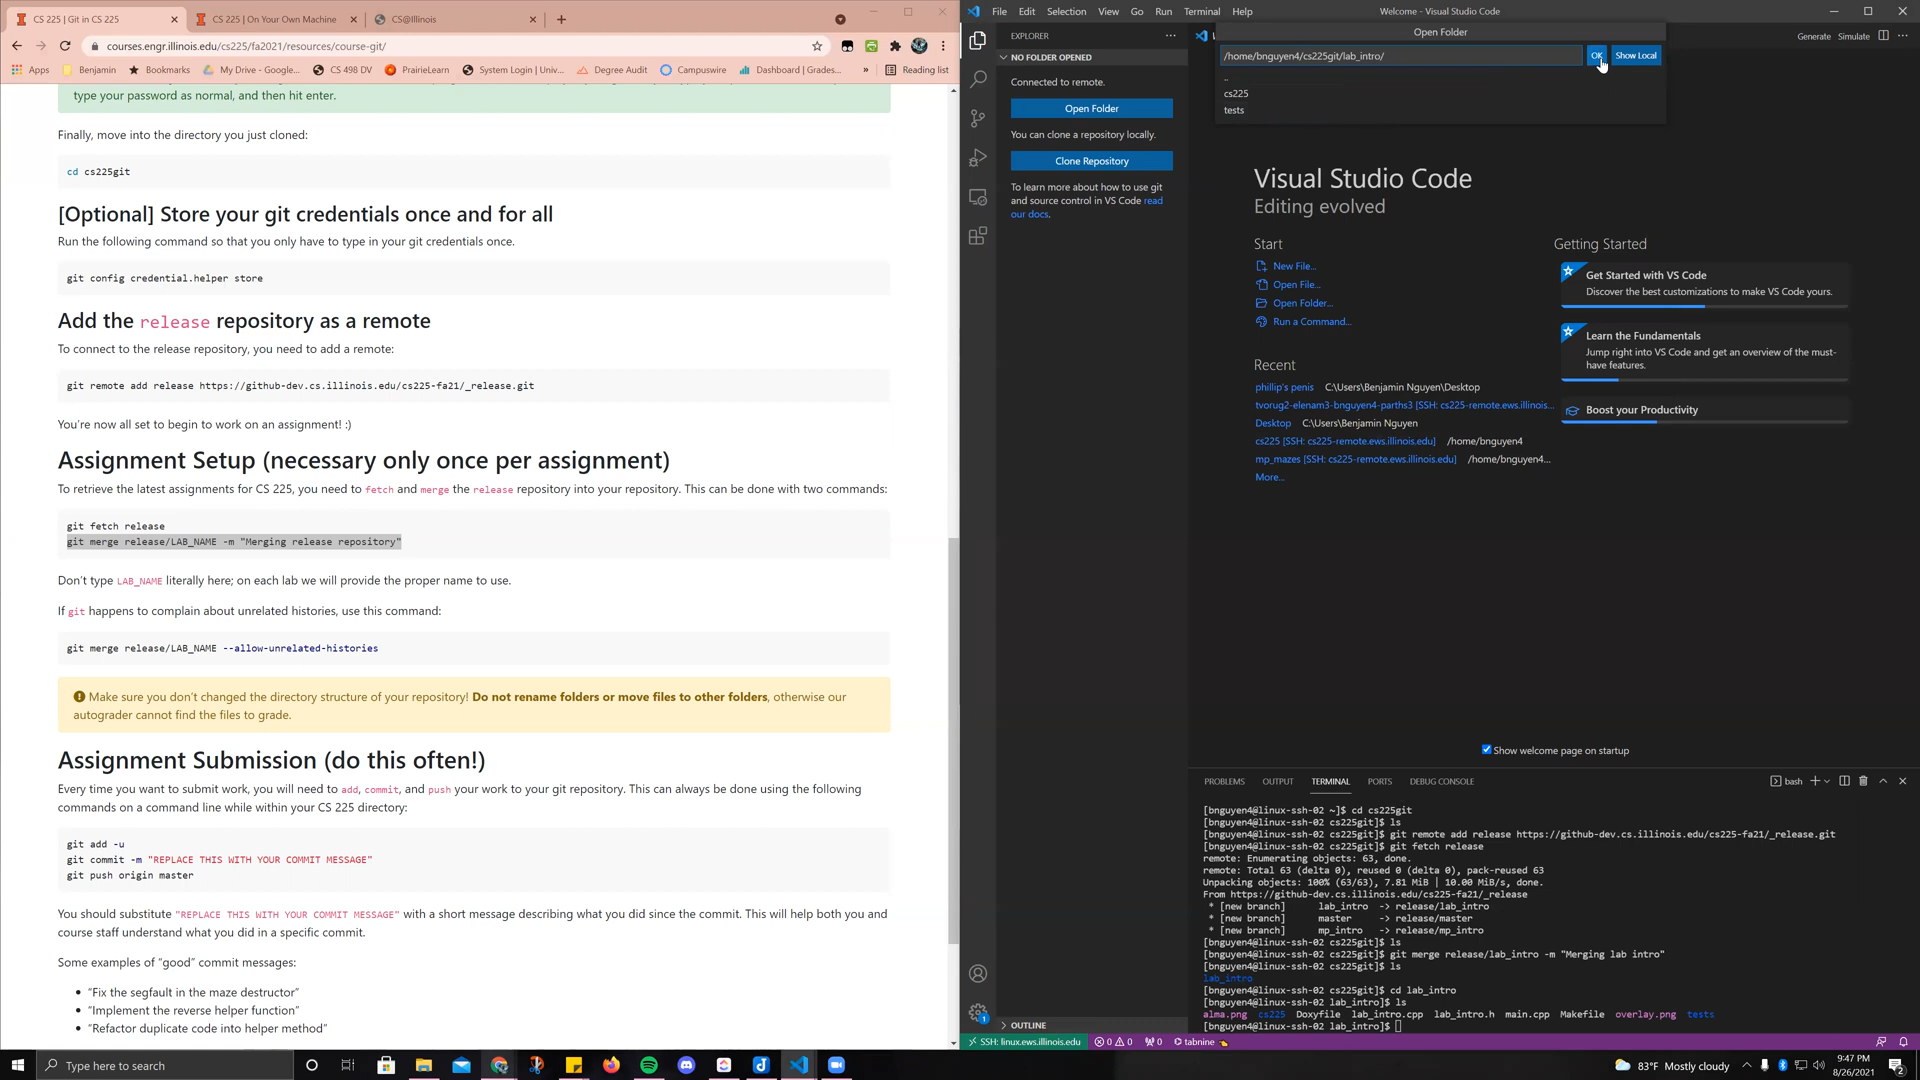 CS 225 | Git in CS 225
CS 225 | On Your Own Machine
CS@Illinois
courses.engr.illinois.edu/cs225/fa2021/resources/course-git/
Apps
Benjamin
Bookmarks
My Drive - Google...
CS 498 DV
PrairieLearn
System Login | Univ...
Degree Audit
Campuswire
Dashboard | Grades...
Reading list
type your password as normal, and then hit enter.
Finally, move into the directory you just cloned:
cd cs225git
[Optional] Store your git credentials once and for all
Run the following command so that you only have to type in your git credentials once.
git config credential.helper store
Add the release repository as a remote
To connect to the release repository, you need to add a remote:
git remote add release https://github-dev.cs.illinois.edu/cs225-fa21/_release.git
You're now all set to begin to work on an assignment! :)
Assignment Setup (necessary only once per assignment)
To retrieve the latest assignments for CS 225, you need to fetch and merge the release repository into your repository. This can be done with two commands:
git fetch release
git merge release/LAB_NAME -m "Merging release repository"
Don't type LAB_NAME literally here; on each lab we will provide the proper name to use.
If git happens to complain about unrelated histories, use this command:
git merge release/LAB_NAME --allow-unrelated-histories
Make sure you don't changed the directory structure of your repository! Do not rename folders or move files to other folders, otherwise our
autograder cannot find the files to grade.
Assignment Submission (do this often!)
Every time you want to submit work, you will need to add, commit, and push your work to your git repository. This can always be done using the following
commands on a command line while within your CS 225 directory:
git add -u
git commit -m "REPLACE THIS WITH YOUR COMMIT MESSAGE"
git push origin master
You should substitute "REPLACE THIS WITH YOUR COMMIT MESSAGE" with a short message describing what you did since the commit. This will help both you and
course staff understand what you did in a specific commit.
Some examples of "good" commit messages:
"Fix the segfault in the maze destructor"
"Implement the reverse helper function"
"Refactor duplicate code into helper method"
File Edit Selection View Go Run Terminal Help
Welcome - Visual Studio Code
EXPLORER
NO FOLDER OPENED
Connected to remote.
Open Folder
You can clone a repository locally.
Clone Repository
To learn more about how to use git
and source control in VS Code read
our docs.
OUTLINE
Open Folder
/home/bnguyen4/cs225git/lab_intro/
OK
Show Local
..
cs225
tests
Generate Simulate
Visual Studio Code
Editing evolved
Start
New File...
Open File...
Open Folder...
Run a Command...
Recent
phillip's penis C:\Users\Benjamin Nguyen\Desktop
tvorug2-elenam3-bnguyen4-parths3 [SSH: cs225-remote.ews.illinois...
Desktop C:\Users\Benjamin Nguyen
cs225 [SSH: cs225-remote.ews.illinois.edu] /home/bnguyen4
mp_mazes [SSH: cs225-remote.ews.illinois.edu] /home/bnguyen4...
More...
Getting Started
Get Started with VS Code
Discover the best customizations to make VS Code yours.
Learn the Fundamentals
Jump right into VS Code and get an overview of the must-
have features.
Boost your Productivity
Show welcome page on startup
PROBLEMS OUTPUT TERMINAL PORTS DEBUG CONSOLE
bash
[bnguyen4@linux-ssh-02 ~]$ cd cs225git
[bnguyen4@linux-ssh-02 cs225git]$ ls
[bnguyen4@linux-ssh-02 cs225git]$ git remote add release https://github-dev.cs.illinois.edu/cs225-fa21/_release.git
[bnguyen4@linux-ssh-02 cs225git]$ git fetch release
remote: Enumerating objects: 63, done.
remote: Total 63 (delta 0), reused 0 (delta 0), pack-reused 63
Unpacking objects: 100% (63/63), 7.81 MiB | 10.00 MiB/s, done.
From https://github-dev.cs.illinois.edu/cs225-fa21/_release
* [new branch] lab_intro -> release/lab_intro
* [new branch] master -> release/master
* [new branch] mp_intro -> release/mp_intro
[bnguyen4@linux-ssh-02 cs225git]$ ls
[bnguyen4@linux-ssh-02 cs225git]$ git merge release/lab_intro -m "Merging lab intro"
[bnguyen4@linux-ssh-02 cs225git]$ ls
lab_intro
[bnguyen4@linux-ssh-02 cs225git]$ cd lab_intro
[bnguyen4@linux-ssh-02 lab_intro]$ ls
alma.png cs225 Doxyfile lab_intro.cpp lab_intro.h main.cpp Makefile overlay.png tests
[bnguyen4@linux-ssh-02 lab_intro]$
SSH: linux.ews.illinois.edu
0 0
0
tabnine
1
Type here to search
83°F Mostly cloudy
9:47 PM
8/26/2021
2